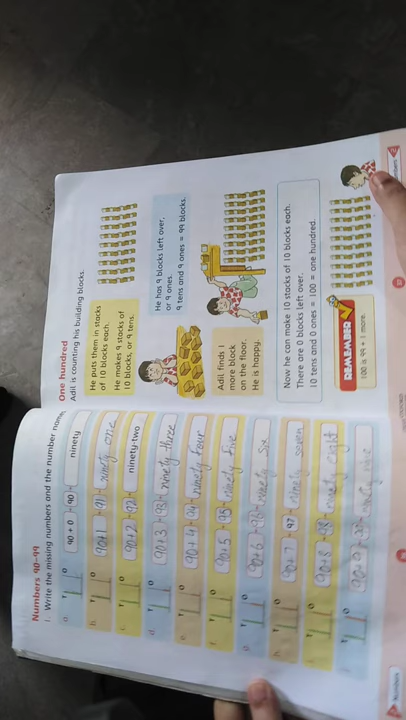 Numbers 90-99
1. Write the missing numbers and the number name.
a. T O 90 + 0 90 ninety
b. T O 90+1 91 ninety one
c. T O 90+2 92 ninety-two
d. T O 90+3 93 ninety three
e. T O 90+4 94 ninety four
f. T O 90+5 95 ninety five
g. T O 90+6 96 ninety six
h. T O 90+7 97 ninety seven
i. T O 90+8 98 ninety eight
j. T O 90+9 99 ninety nine
Numbers
One hundred
Adil is counting his building blocks.
He puts them in stacks
of 10 blocks each.
He makes 9 stacks of
10 blocks, or 9 tens.
He has 9 blocks left over,
or 9 ones.
9 tens and 9 ones = 99 blocks.
Adil finds 1
more block
on the floor.
He is happy.
Now he can make 10 stacks of 10 blocks each.
There are 0 blocks left over.
10 tens and 0 ones = 100 = one hundred.
REMEMBER
100 is 99 + 1 more.